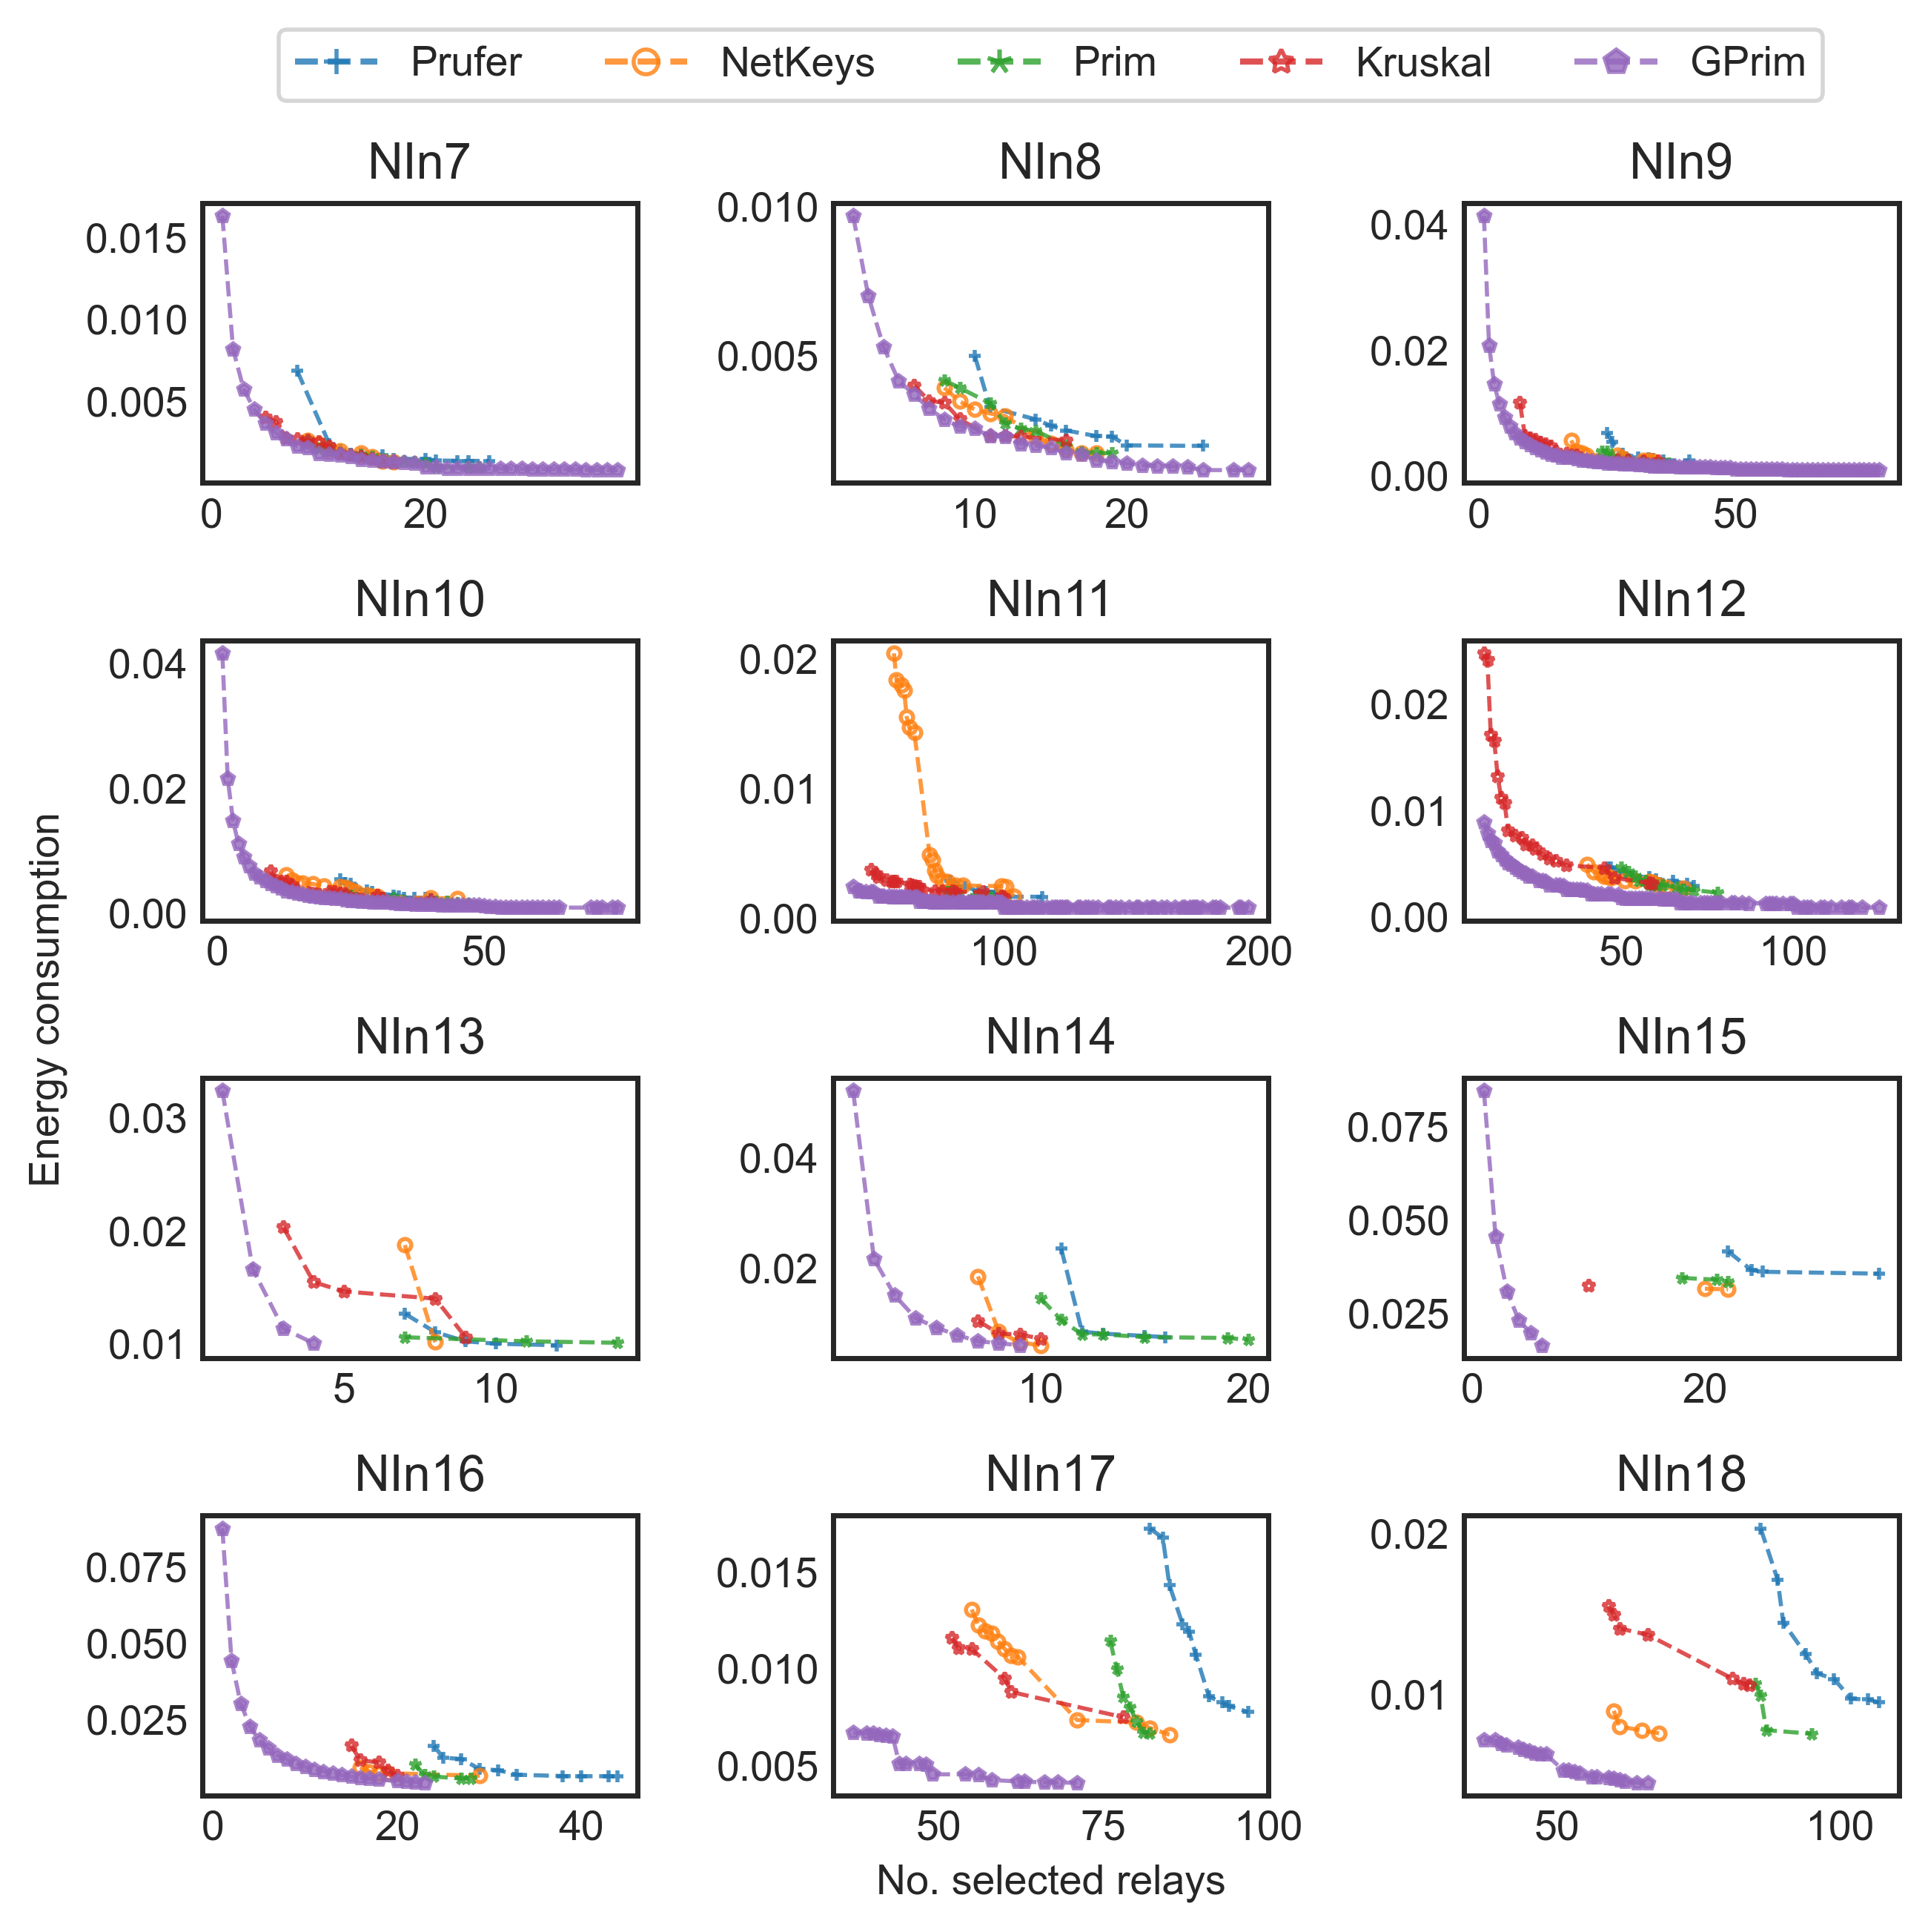 Prufer NetKeys Prim Kruskal GPrim
NIn7 NIn8 NIn9
0.015 0.010 0.005 0 20
0.010 0.005 10 20
0.04 0.02 0.00 0 50
NIn10 NIn11 NIn12
0.04 0.02 0.00 0 50
0.02 0.01 0.00 100 200
0.02 0.01 0.00 50 100
Energy consumption
NIn13 NIn14 NIn15
0.03 0.02 0.01 5 10
0.04 0.02 10 20
0.075 0.050 0.025 0 20
NIn16 NIn17 NIn18
0.075 0.050 0.025 0 20 40
0.015 0.010 0.005 50 75 100
0.02 0.01 50 100
No. selected relays